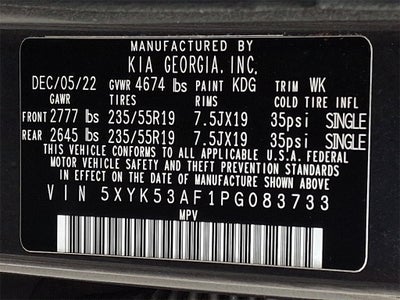 MANUFACTURED BY
KIA GEORGIA, INC.
DEC/05/22 GVWR 4674 lbs PAINT KDG TRIM WK
GAWR TIRES RIMS COLD TIRE INFL
FRONT 2777 lbs 235/55R19 7.5JX19 35psi SINGLE
REAR 2645 lbs 235/55R19 7.5JX19 35psi SINGLE
THIS VEHICLE CONFORMS TO ALL APPLICABLE U.S.A. FEDERAL
MOTOR VEHICLE SAFETY AND THEFT PREVENTION STANDARDS
IN EFFECT ON THE DATE OF MANUFACTURE SHOWN ABOVE
VIN 5XYK53AF1PG083733
MPV